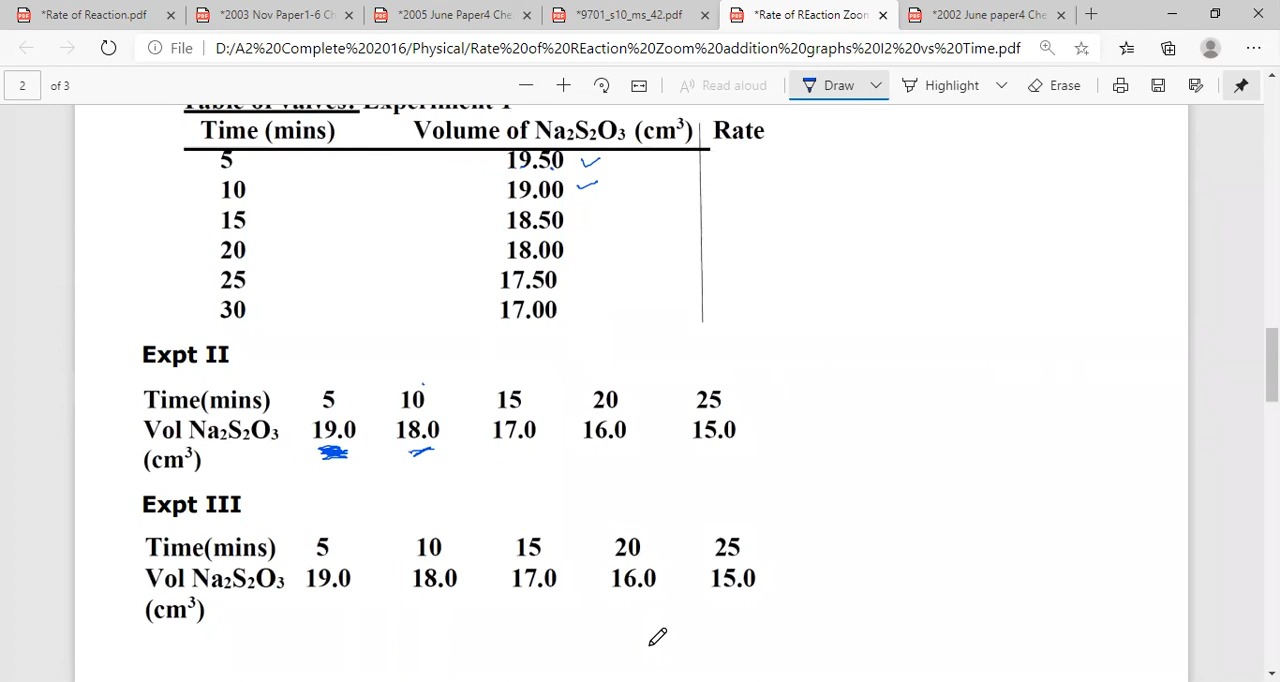 *Rate of Reaction.pdf
*2003 Nov Paper1-6 Ch
*2005 June Paper4 Che
*9701_s10_ms_42.pdf
*Rate of REaction Zoon
*2002 June paper4 Che
File
D:/A2%20Complete%202016/Physical/Rate%20of%20REaction%20Zoom%20addition%20graphs%20I2%20vs%20Time.pdf
2 of 3
Read aloud
Draw
Highlight
Erase
Table of valves: Experiment 1
Time (mins) Volume of Na₂S₂O₃ (cm³) Rate
5 19.50
10 19.00
15 18.50
20 18.00
25 17.50
30 17.00
Expt II
Time(mins) 5 10 15 20 25
Vol Na₂S₂O₃ 19.0 18.0 17.0 16.0 15.0
(cm³)
Expt III
Time(mins) 5 10 15 20 25
Vol Na₂S₂O₃ 19.0 18.0 17.0 16.0 15.0
(cm³)